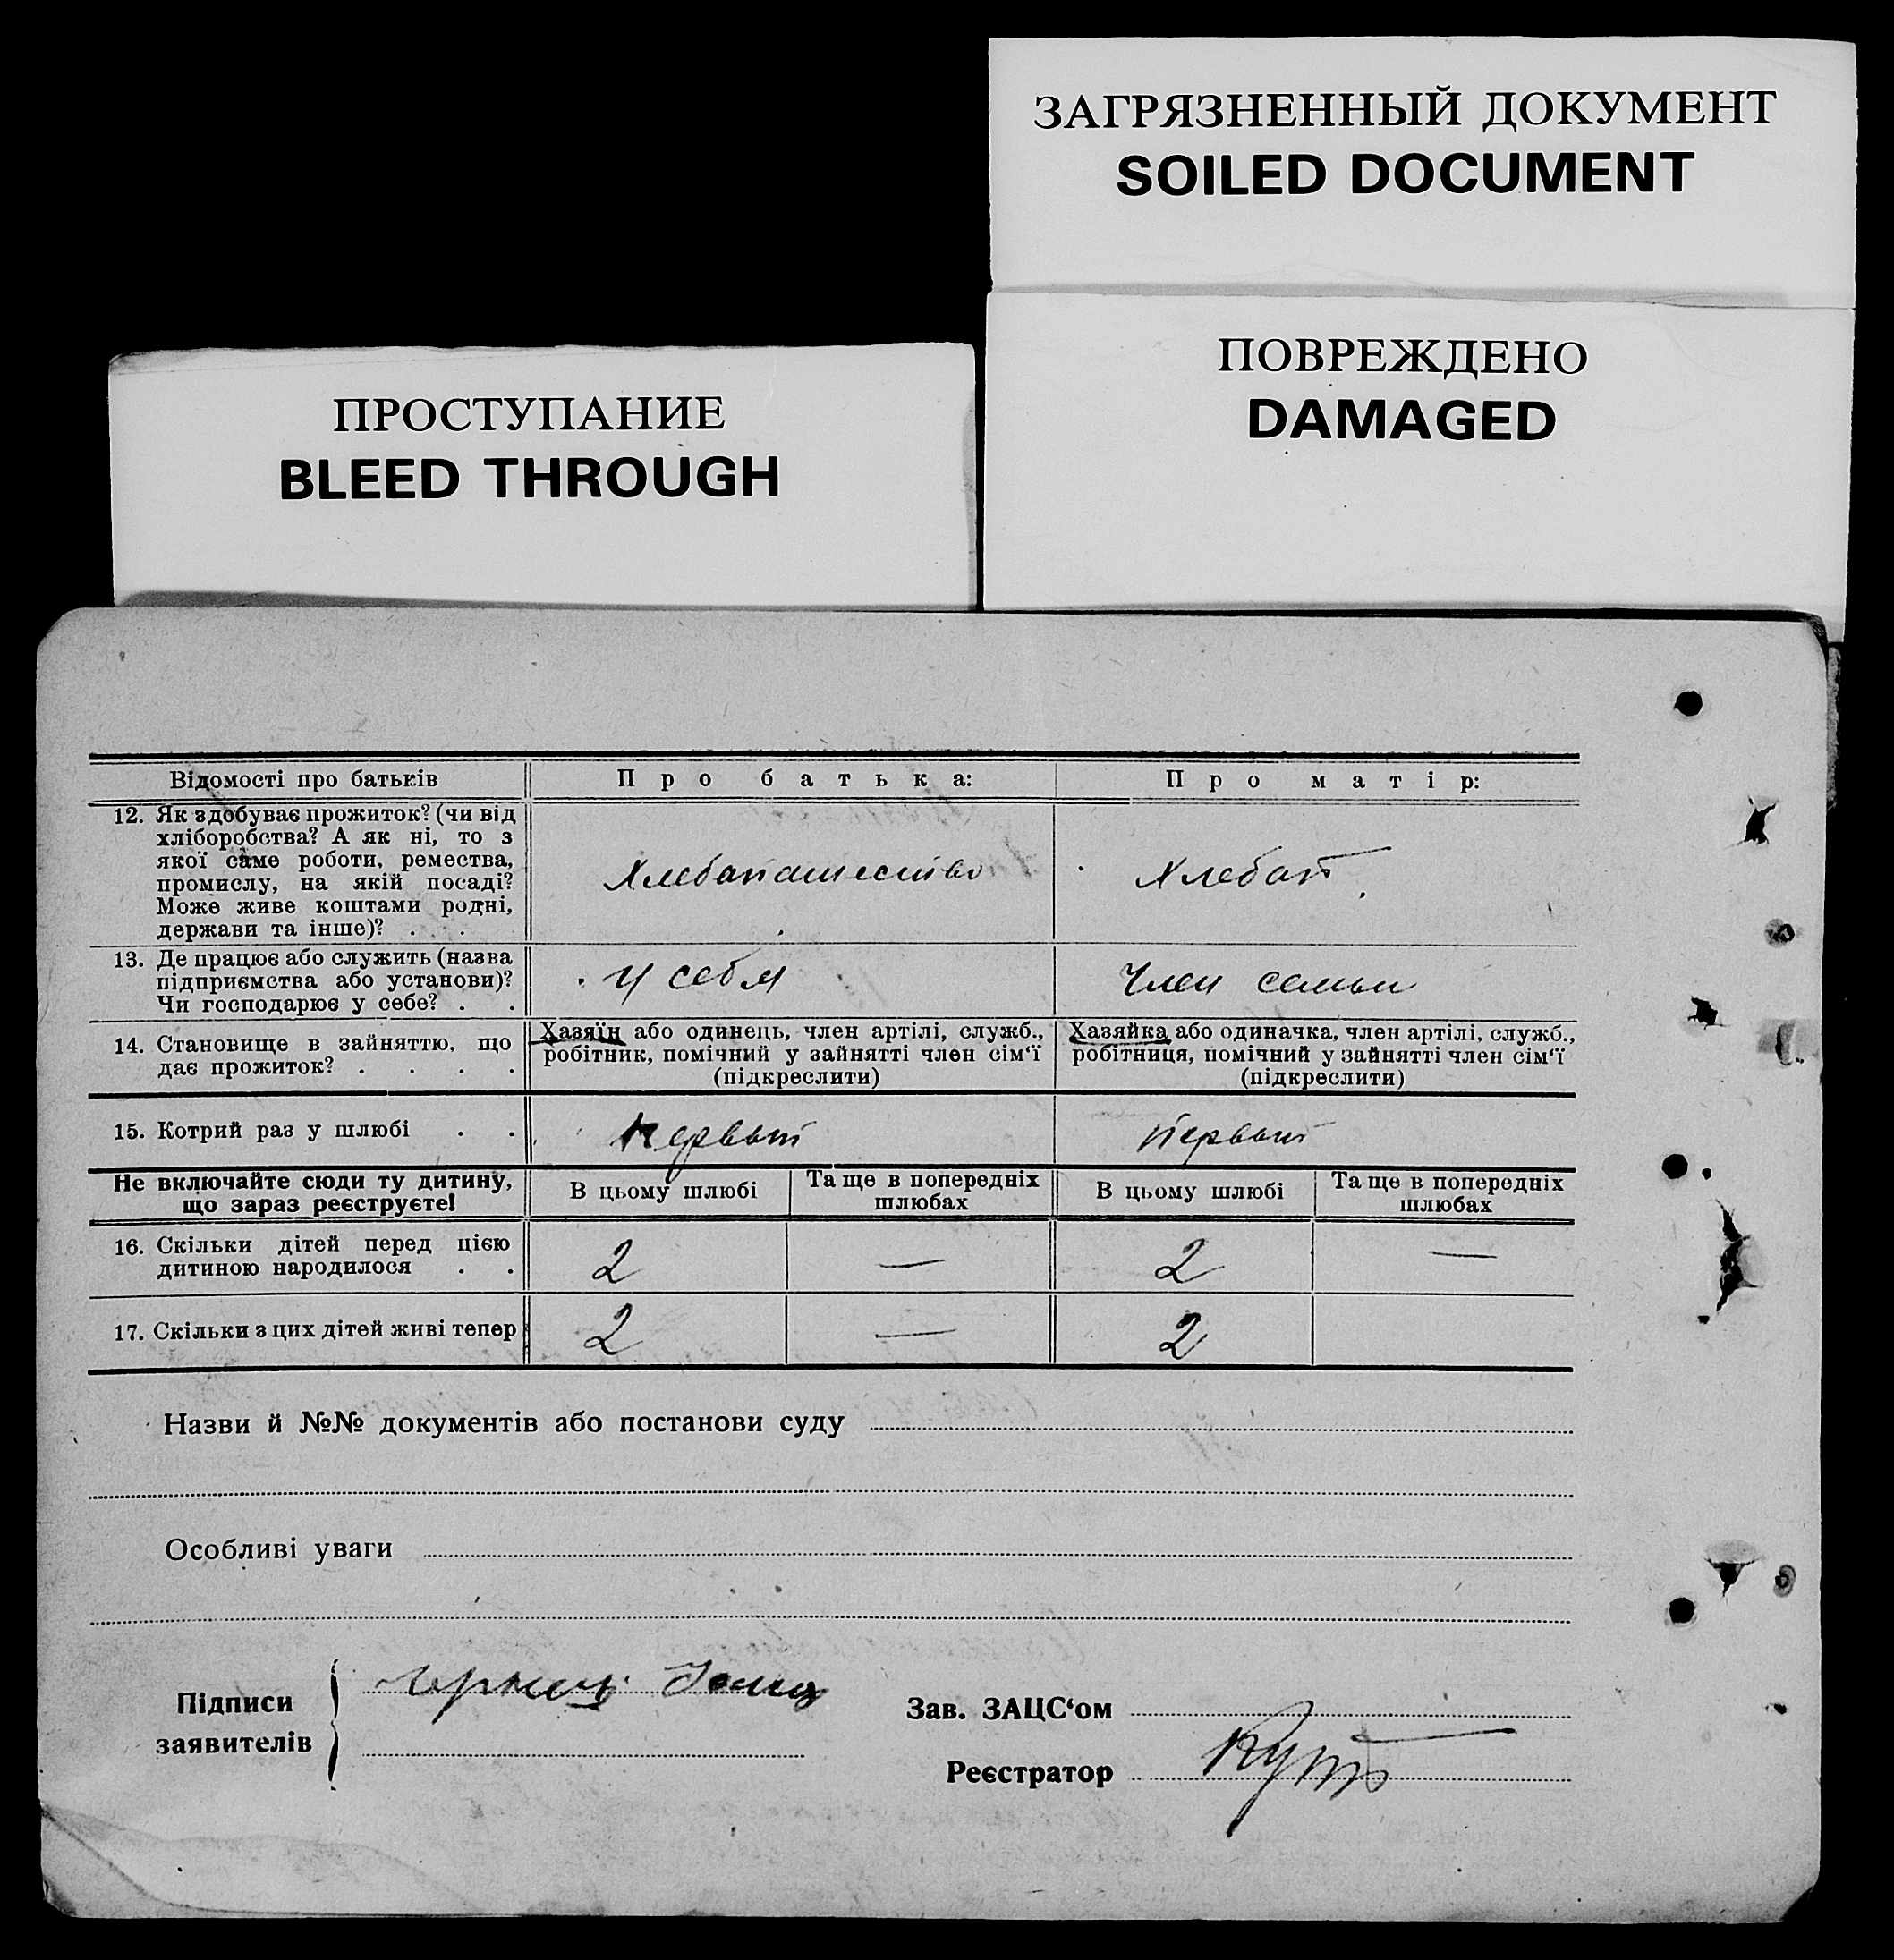 ЗАГРЯЗНЕННЫЙ ДОКУМЕНТ
SOILED DOCUMENT
ПОВРЕЖДЕНО
DAMAGED
ПРОСТУПАНИЕ
BLEED THROUGH
Відомості про батьків
Про батька:
Про матір:
12. Як здобуває прожиток? (чи від
хліборобства? А як ні, то з
якої саме роботи, ремества,
промислу, на якій посаді?
Може живе коштами родні,
держави та інше)? . .
Хлебапашество
Хлебоп
13. Де працює або служить (назва
підприємства або установи)?
Чи господарює у себе? . .
У себя
Член семьи
14. Становище в зайняттю, що
дає прожиток? . . . .
Хазяїн або одинець, член артілі, служб.,
робітник, помічний у зайнятті член сім‘ї
(підкреслити)
Хазяйка або одиначка, член артілі, служб.,
робітниця, помічний у зайнятті член сім‘ї
(підкреслити)
15. Котрий раз у шлюбі . .
Первый
Первый
Не включайте сюди ту дитину,
що зараз реєструєте!
В цьому шлюбі
Та ще в попередніх
шлюбах
В цьому шлюбі
Та ще в попередніх
шлюбах
16. Скільки дітей перед цією
дитиною народилося . .
2 — 2 —
17. Скільки з цих дітей живі тепер
2 — 2
Назви й №№ документів або постанови суду
Особливі уваги
Підписи
заявителів
Зав. ЗАЦС‘ом
Реєстратор